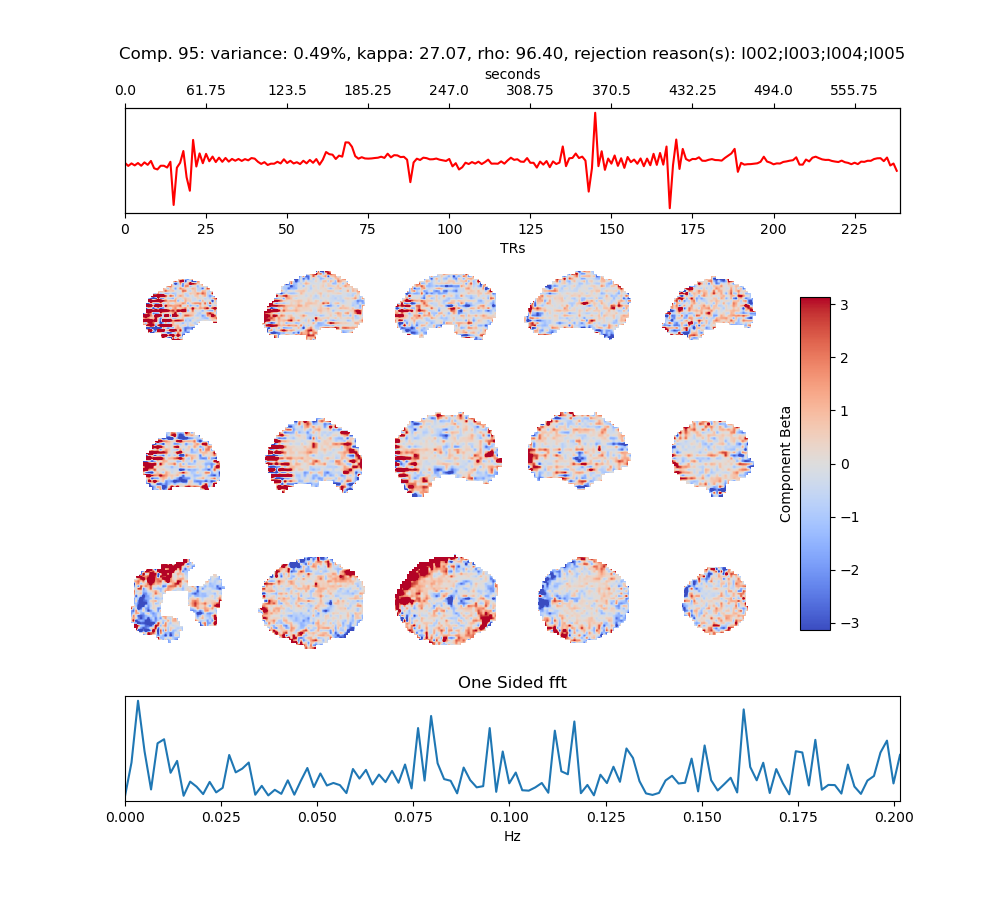 Comp. 95: variance: 0.49%, kappa: 27.07, rho: 96.40, rejection reason(s): I002;I003;I004;I005
seconds
0.0 61.75 123.5 185.25 247.0 308.75 370.5 432.25 494.0 555.75
0 25 50 75 100 125 150 175 200 225
TRs
3
2
1
0
−1
−2
−3
Component Beta
One Sided fft
0.000 0.025 0.050 0.075 0.100 0.125 0.150 0.175 0.200
Hz